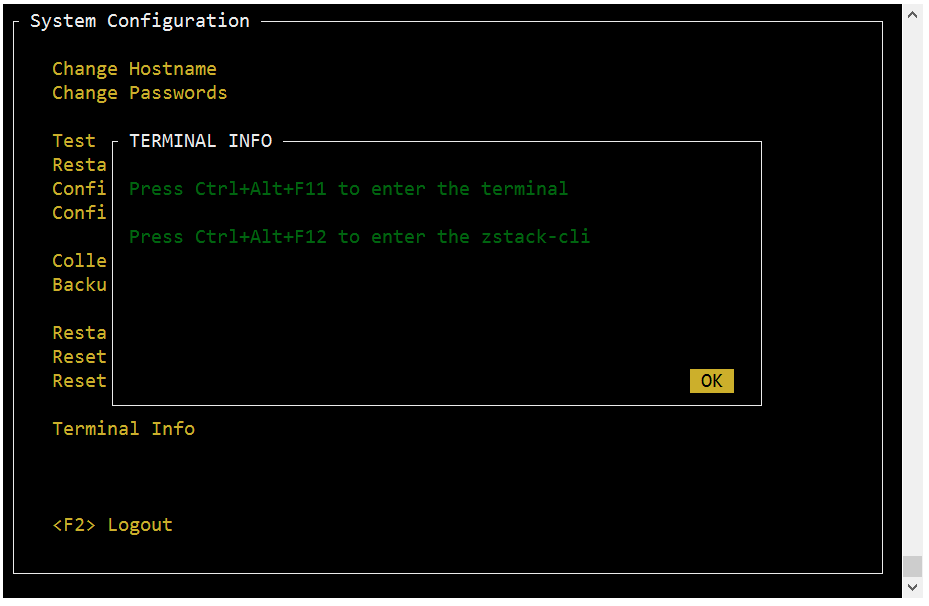 System Configuration
Change Hostname
Change Passwords
Test
TERMINAL INFO
Resta
Confi
Press Ctrl+Alt+F11 to enter the terminal
Confi
Press Ctrl+Alt+F12 to enter the zstack-cli
Colle
Backu
Resta
Reset
Reset
OK
Terminal Info
<F2> Logout